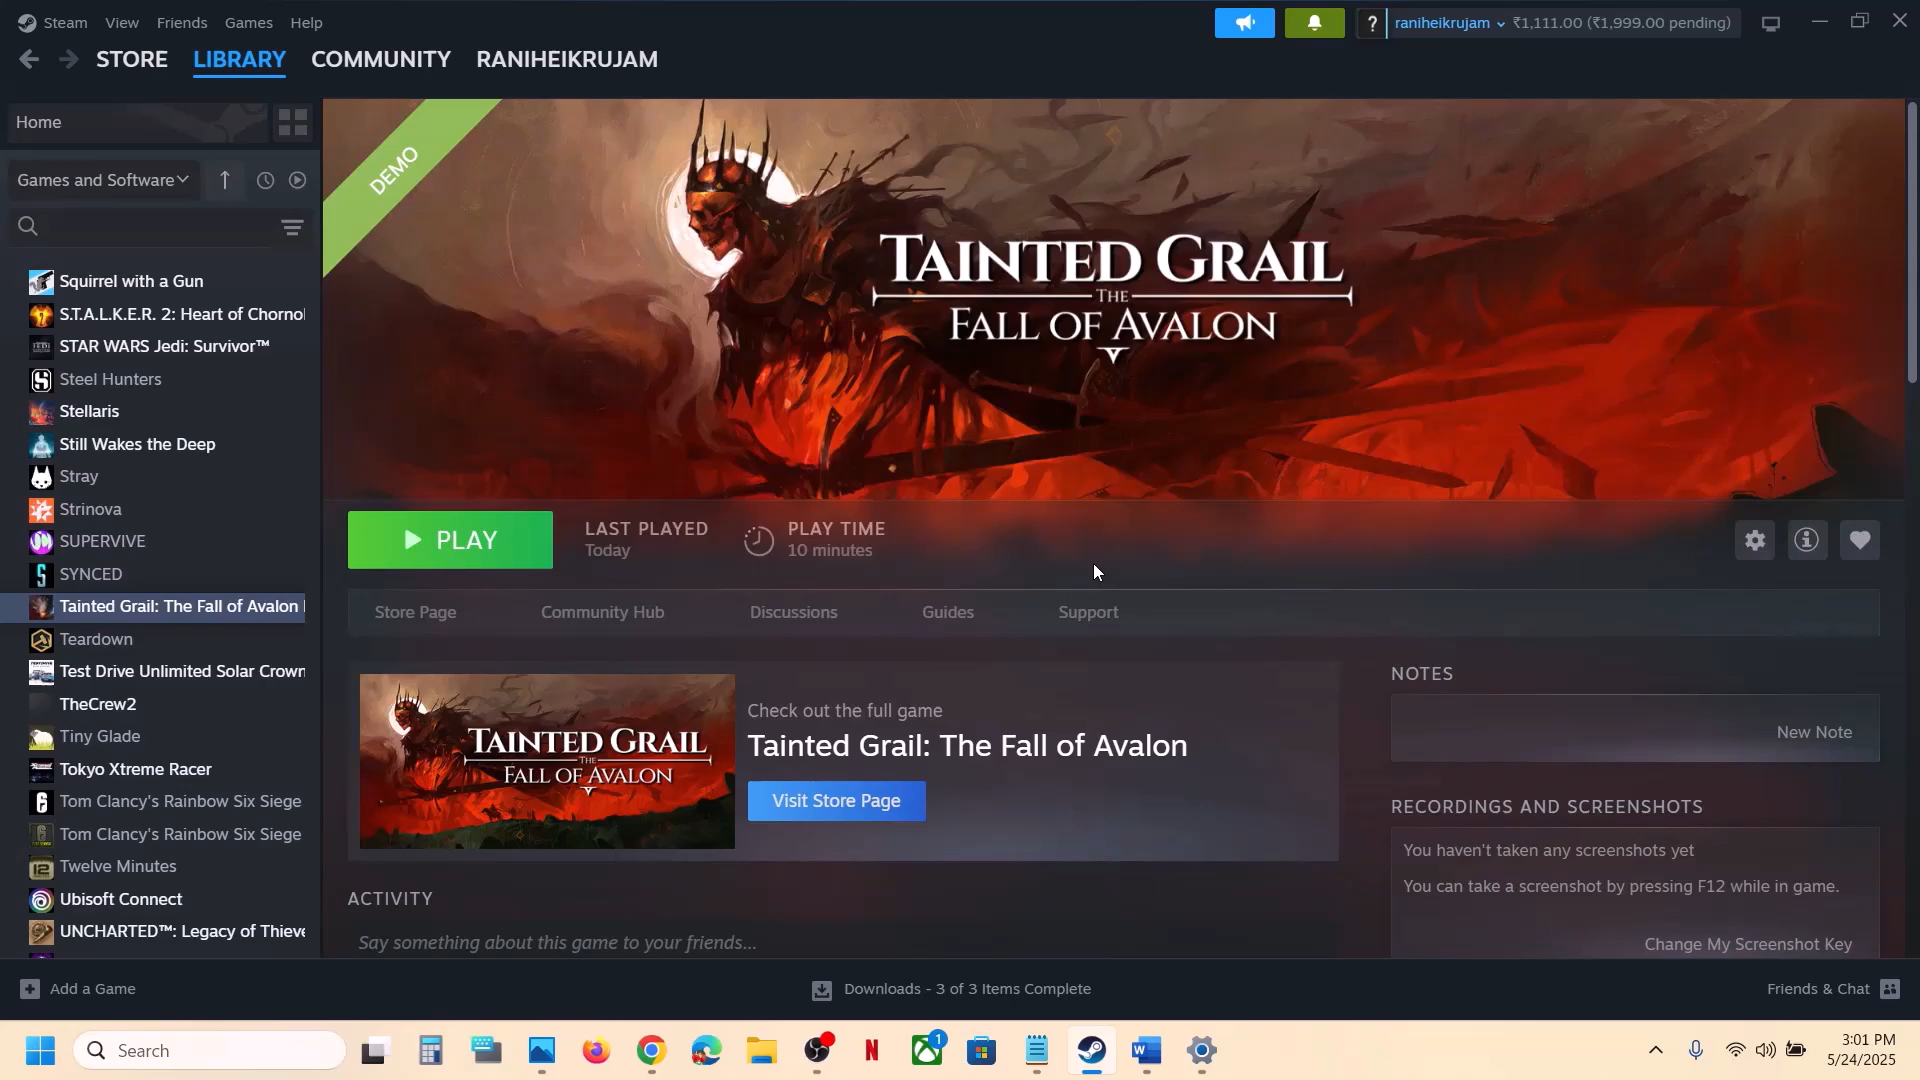 Steam View Friends Games Help
? raniheikrujam ₹1,111.00 (₹1,999.00 pending)
STORE LIBRARY COMMUNITY RANIHEIKRUJAM
Home
Games and Software
Squirrel with a Gun
S.T.A.L.K.E.R. 2: Heart of Chornol
STAR WARS Jedi: Survivor™
Steel Hunters
Stellaris
Still Wakes the Deep
Stray
Strinova
SUPERVIVE
SYNCED
Tainted Grail: The Fall of Avalon
Teardown
Test Drive Unlimited Solar Crown
TheCrew2
Tiny Glade
Tokyo Xtreme Racer
Tom Clancy's Rainbow Six Siege
Tom Clancy's Rainbow Six Siege
Twelve Minutes
Ubisoft Connect
UNCHARTED™: Legacy of Thieve
DEMO
TAINTED GRAIL
THE
FALL OF AVALON
PLAY
LAST PLAYED
Today
PLAY TIME
10 minutes
Store Page Community Hub Discussions Guides Support
TAINTED GRAIL
THE
FALL OF AVALON
Check out the full game
Tainted Grail: The Fall of Avalon
Visit Store Page
ACTIVITY
Say something about this game to your friends...
NOTES
New Note
RECORDINGS AND SCREENSHOTS
You haven't taken any screenshots yet
You can take a screenshot by pressing F12 while in game.
Change My Screenshot Key
Add a Game
Downloads - 3 of 3 Items Complete
Friends & Chat
Search
1
3:01 PM
5/24/2025